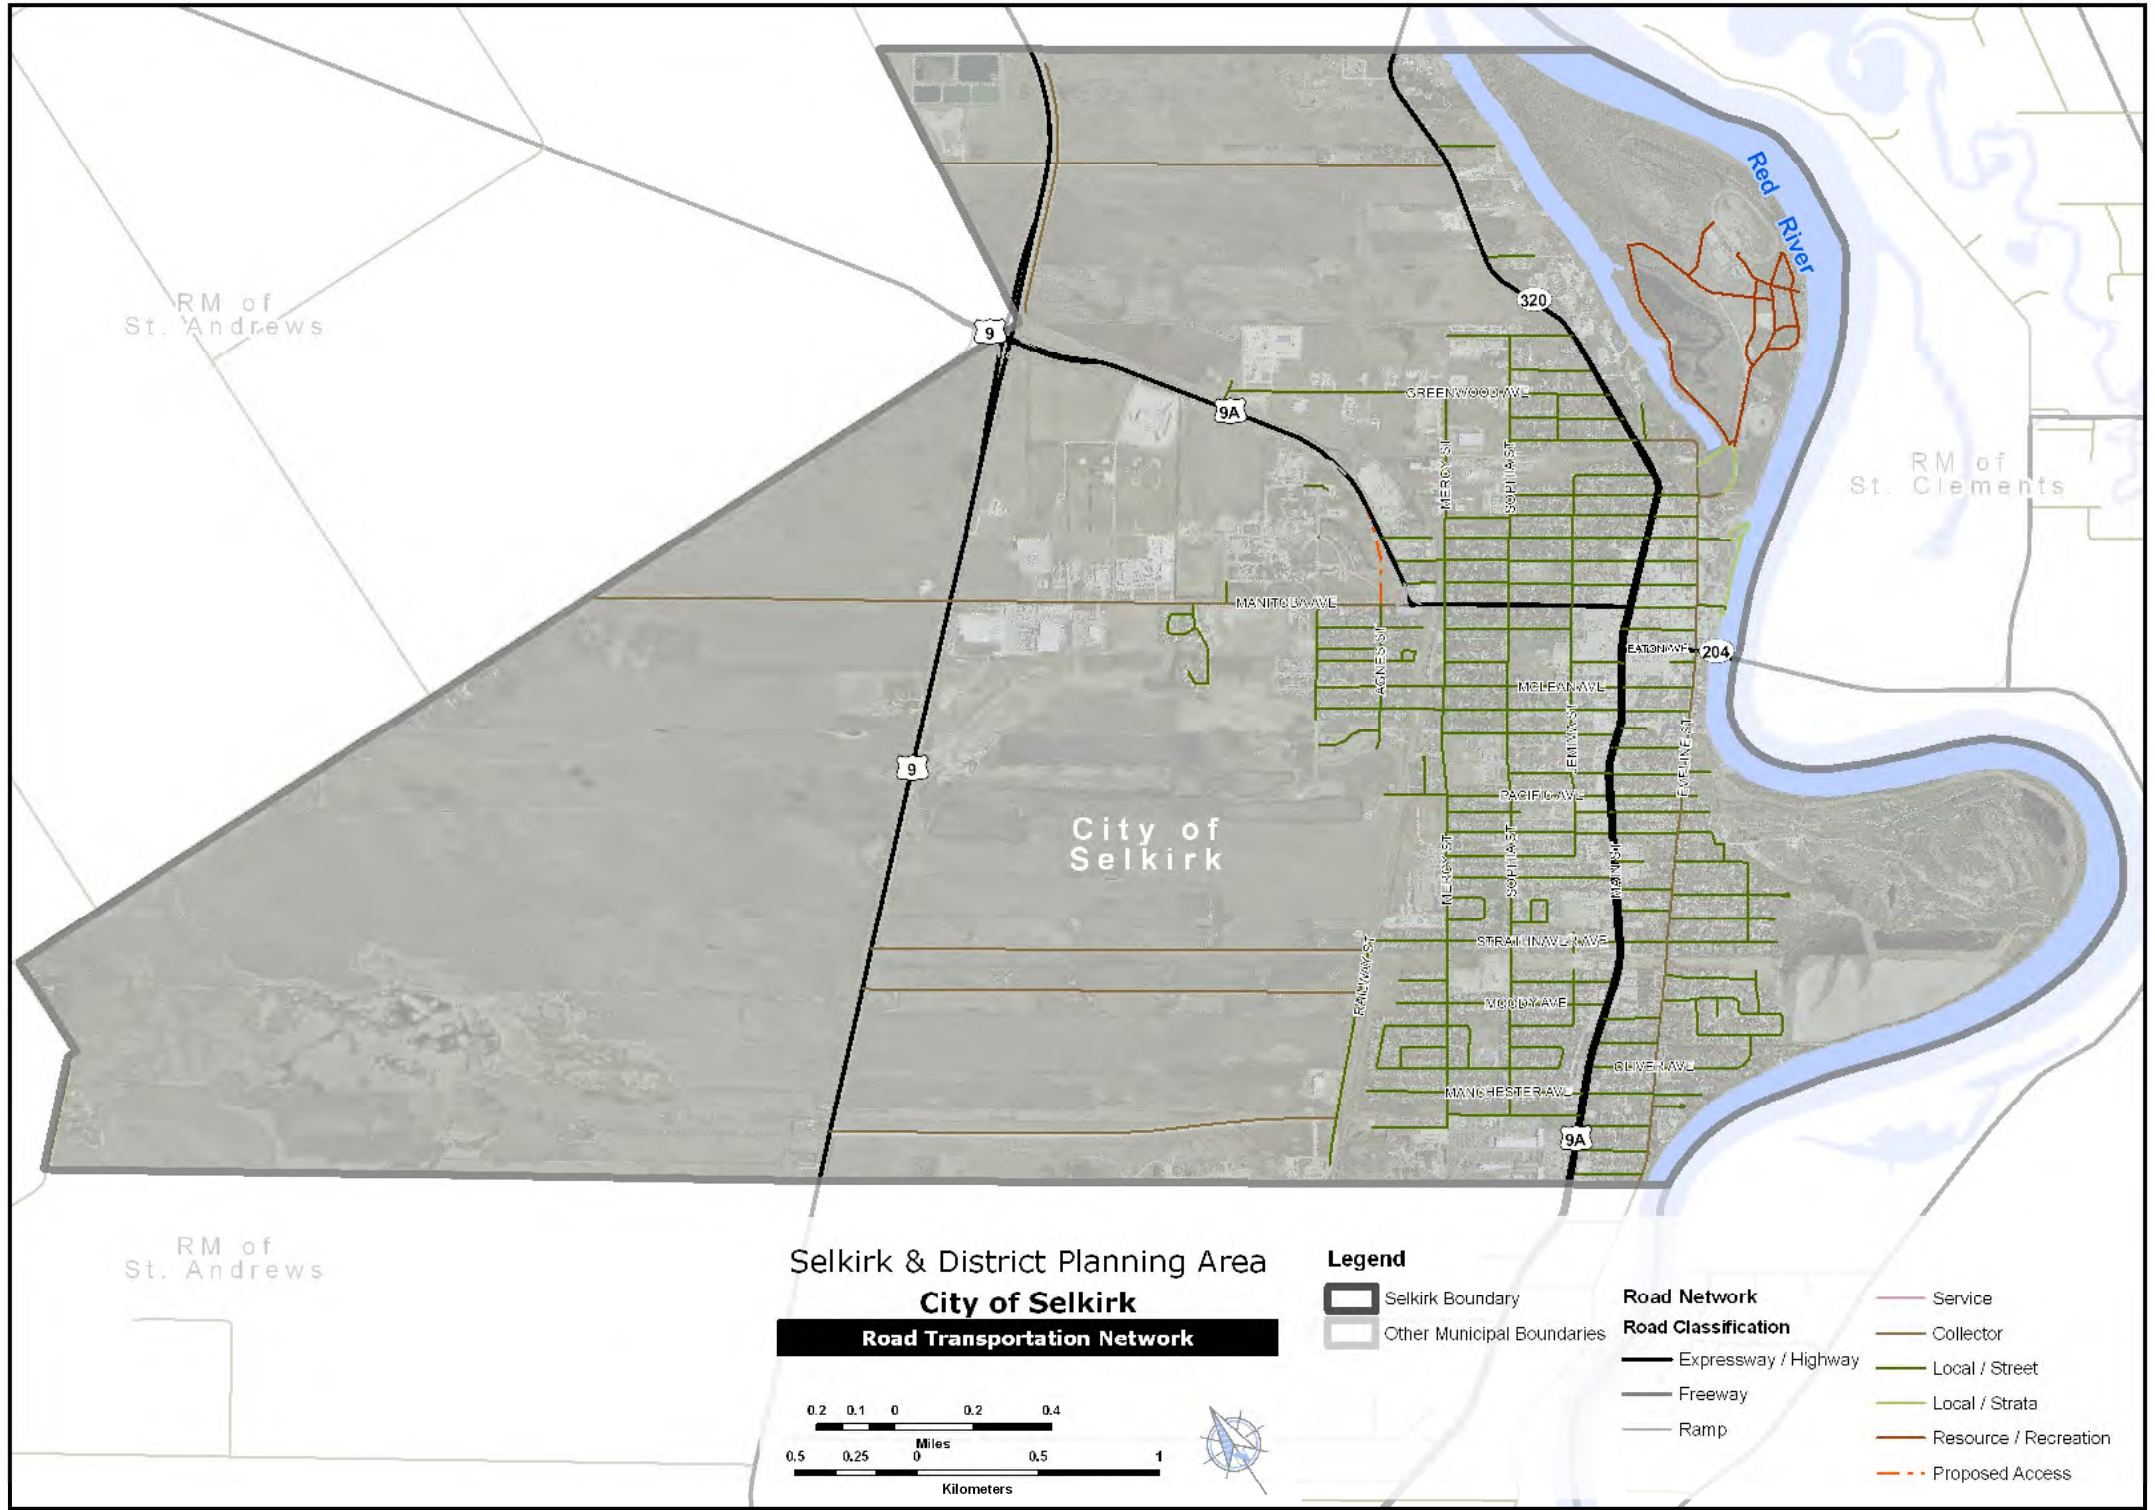 Red River
RM of
St. Andrews
320
9
GREENWOOD AVE
9A
MERCY ST
SOPHIA ST
RM of
St. Clements
MANITOBA AVE
AGNES ST
EATON AVE
204
MCLEAN AVE
JEMIMA ST
EVELINE ST
9
PACIFIC AVE
City of
Selkirk
MERCY ST
SOPHIA ST
MAIN ST
STRATHNAVER AVE
RAILWAY ST
MOODY AVE
OLIVER AVE
MANCHESTER AVE
9A
RM of
St. Andrews
Selkirk & District Planning Area
City of Selkirk
Road Transportation Network
0.2 0.1 0 0.2 0.4
Miles
0.5 0.25 0 0.5 1
Kilometers
Legend
Selkirk Boundary
Other Municipal Boundaries
Road Network
Road Classification
Expressway / Highway
Freeway
Ramp
Service
Collector
Local / Street
Local / Strata
Resource / Recreation
Proposed Access